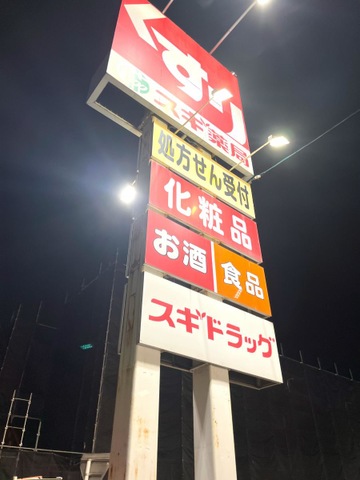 くすり
スギ薬局
処方せん受付
化粧品
お酒 食品
スギドラッグ